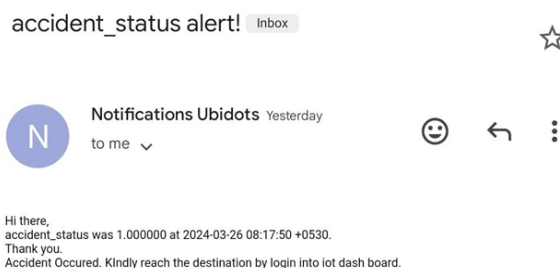 accident_status alert! Inbox
Notifications Ubidots Yesterday
N
to me
Hi there,
accident_status was 1.000000 at 2024-03-26 08:17:50 +0530.
Thank you.
Accident Occured. KIndly reach the destination by login into iot dash board.